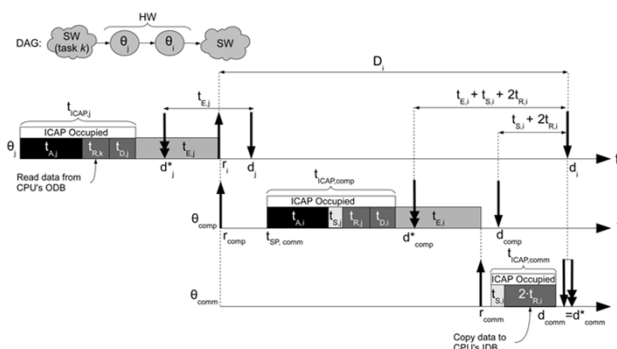 DAG:
SW
(task k)
HW
θj
θi
SW
Di
tE,i + tS,i + 2tR,i
tE,j
tS,i + 2tR,i
tICAP,j
ICAP Occupied
θj
tA,j
tR,k
tD,j
tE,j
d*j
ri
dj
di
t
Read data from
CPU's ODB
tICAP,comp
ICAP Occupied
θcomp
tA,i
tS,j
tR,j
tD,i
tE,i
rcomp
tSP, comm
d*comp
dcomp
tICAP,comm
ICAP Occupied
θcomm
tS,i
2·tR,i
rcomm
dcomm
=d*comm
Copy data to
CPU's IDB